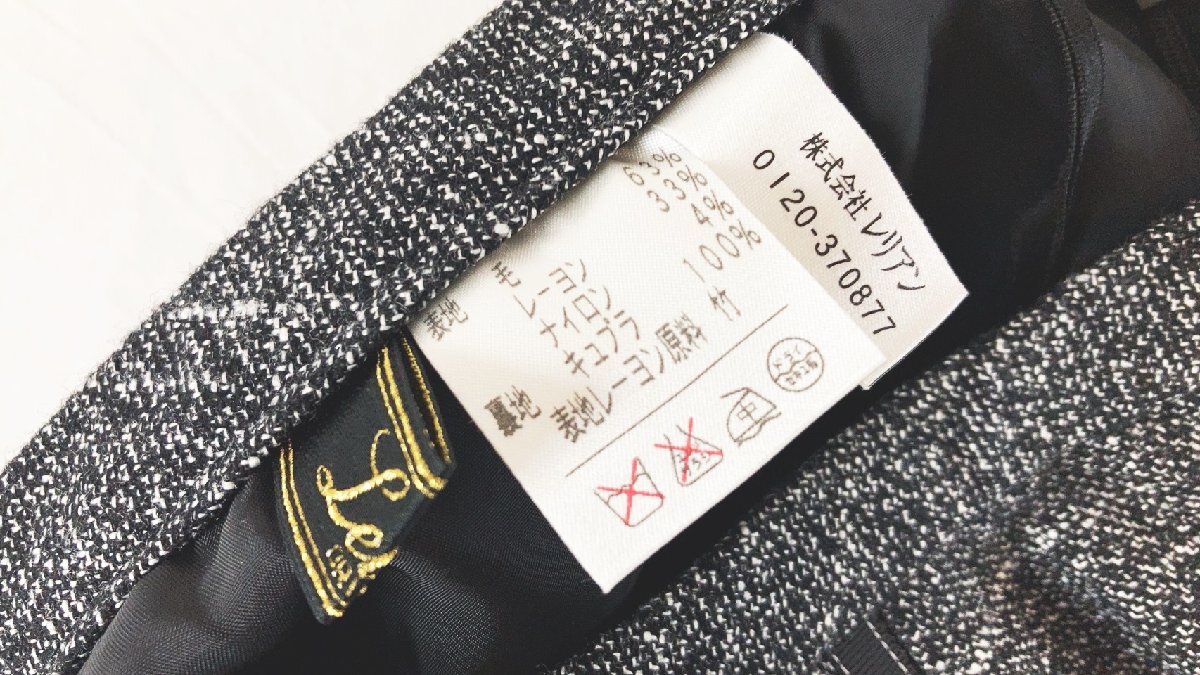 株式会社 レリアン
0120-370877
表地 毛 63%
レーヨン 33%
ナイロン 4%
裏地 キュプラ 100%
表地レーヨン原料 竹
中
Le